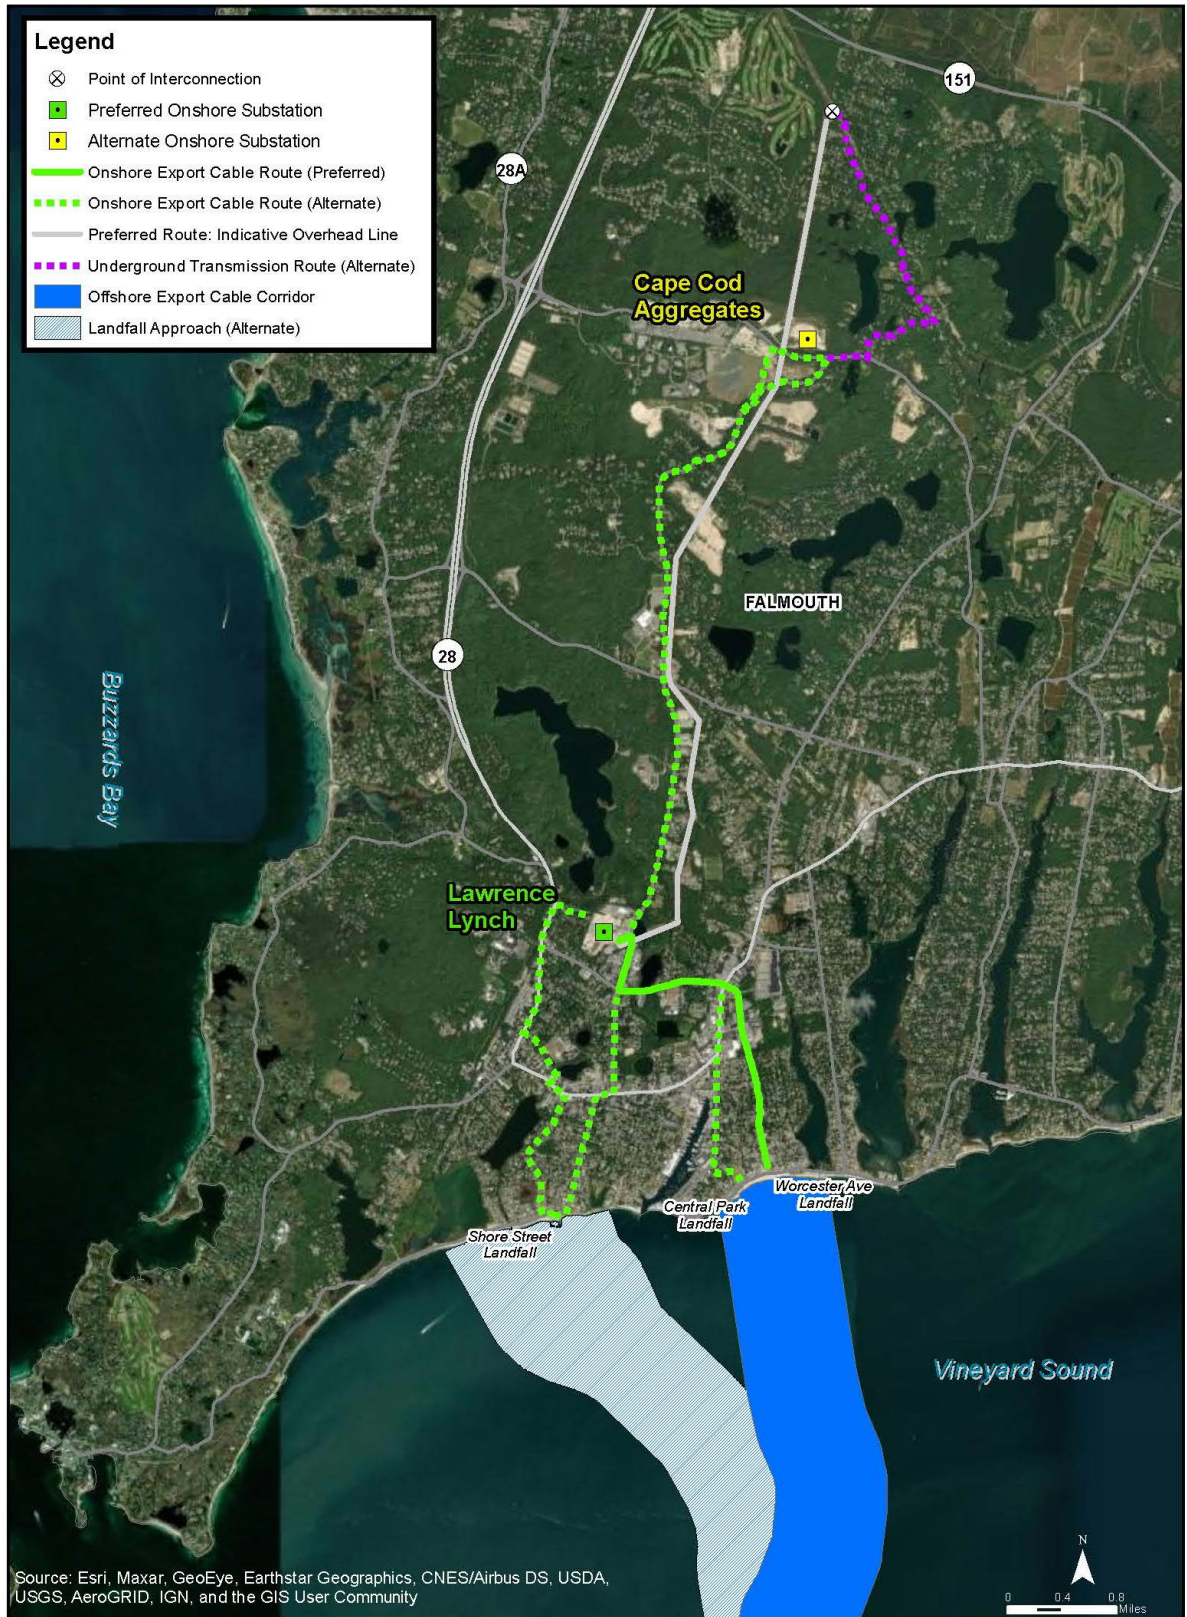 Legend
Point of Interconnection
Preferred Onshore Substation
Alternate Onshore Substation
Onshore Export Cable Route (Preferred)
Onshore Export Cable Route (Alternate)
Preferred Route: Indicative Overhead Line
Underground Transmission Route (Alternate)
Offshore Export Cable Corridor
Landfall Approach (Alternate)
151
28A
Cape Cod
Aggregates
FALMOUTH
28
Buzzards Bay
Lawrence
Lynch
Worcester Ave
Landfall
Central Park
Landfall
Shore Street
Landfall
Vineyard Sound
N
0 0.4 0.8
Miles
Source: Esri, Maxar, GeoEye, Earthstar Geographics, CNES/Airbus DS, USDA,
USGS, AeroGRID, IGN, and the GIS User Community